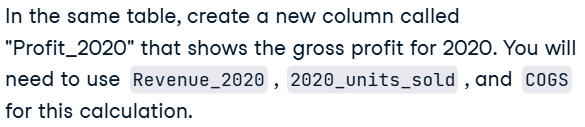 In the same table, create a new column called
"Profit_2020" that shows the gross profit for 2020. You will
need to use Revenue_2020 , 2020_units_sold , and COGS
for this calculation.